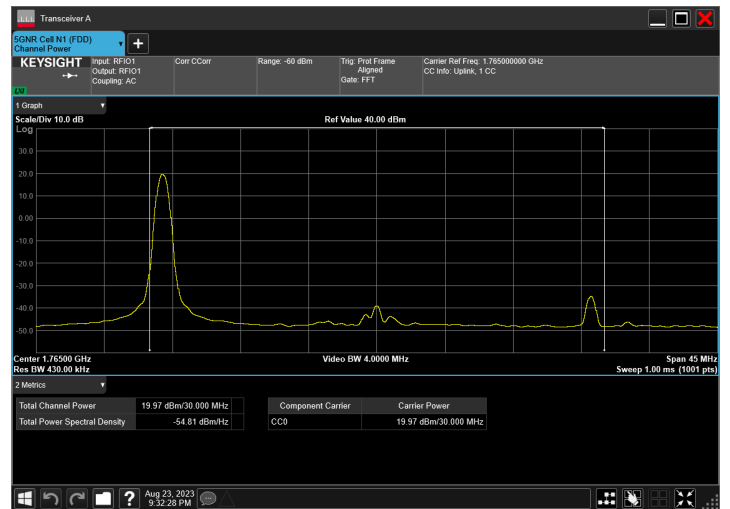 Transceiver A
5GNR Cell N1 (FDD)
Channel Power
KEYSIGHT
Input: RFIO1
Output: RFIO1
Coupling: AC
Corr CCorr
Range: -60 dBm
Trig: Prot Frame
Aligned
Gate: FFT
Carrier Ref Freq: 1.765000000 GHz
CC Info: Uplink, 1 CC
1 Graph
Scale/Div 10.0 dB
Ref Value 40.00 dBm
Log
30.0
20.0
10.0
0.00
-10.0
-20.0
-30.0
-40.0
-50.0
Center 1.76500 GHz
Video BW 4.0000 MHz
Span 45 MHz
Res BW 430.00 kHz
Sweep 1.00 ms (1001 pts)
2 Metrics
Total Channel Power 19.97 dBm/30.000 MHz
Total Power Spectral Density -54.81 dBm/Hz
Component Carrier Carrier Power
CC0 19.97 dBm/30.000 MHz
Aug 23, 2023
9:32:28 PM